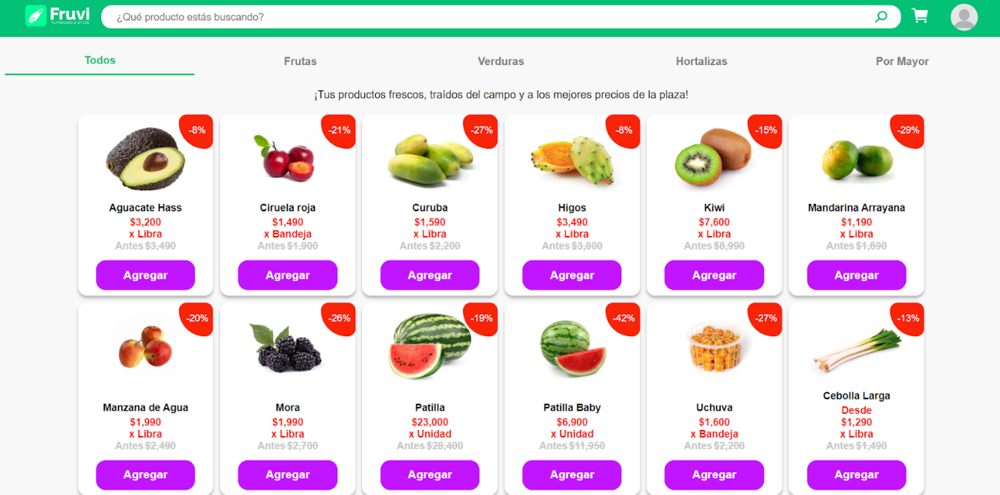 Fruvi
¿Qué producto estás buscando?
Todos Frutas Verduras Hortalizas Por Mayor
¡Tus productos frescos, traídos del campo y a los mejores precios de la plaza!
-8% -21% -27% -8% -15% -29%
Aguacate Hass Ciruela roja Curuba Higos Kiwi Mandarina Arrayana
$3,200 $1,490 $1,590 $3,490 $7,600 $1,190
x Libra x Bandeja x Libra x Libra x Libra x Libra
Antes $3,490 Antes $1,900 Antes $2,200 Antes $3,800 Antes $8,990 Antes $1,690
Agregar Agregar Agregar Agregar Agregar Agregar
-20% -26% -19% -42% -27% -13%
Cebolla Larga
Manzana de Agua Mora Patilla Patilla Baby Uchuva Desde
$1,990 $1,990 $23,000 $6,900 $1,600 $1,290
x Libra x Libra x Unidad x Unidad x Bandeja x Libra
Antes $2,490 Antes $2,700 Antes $28,400 Antes $11,950 Antes $2,200 Antes $1,490
Agregar Agregar Agregar Agregar Agregar Agregar